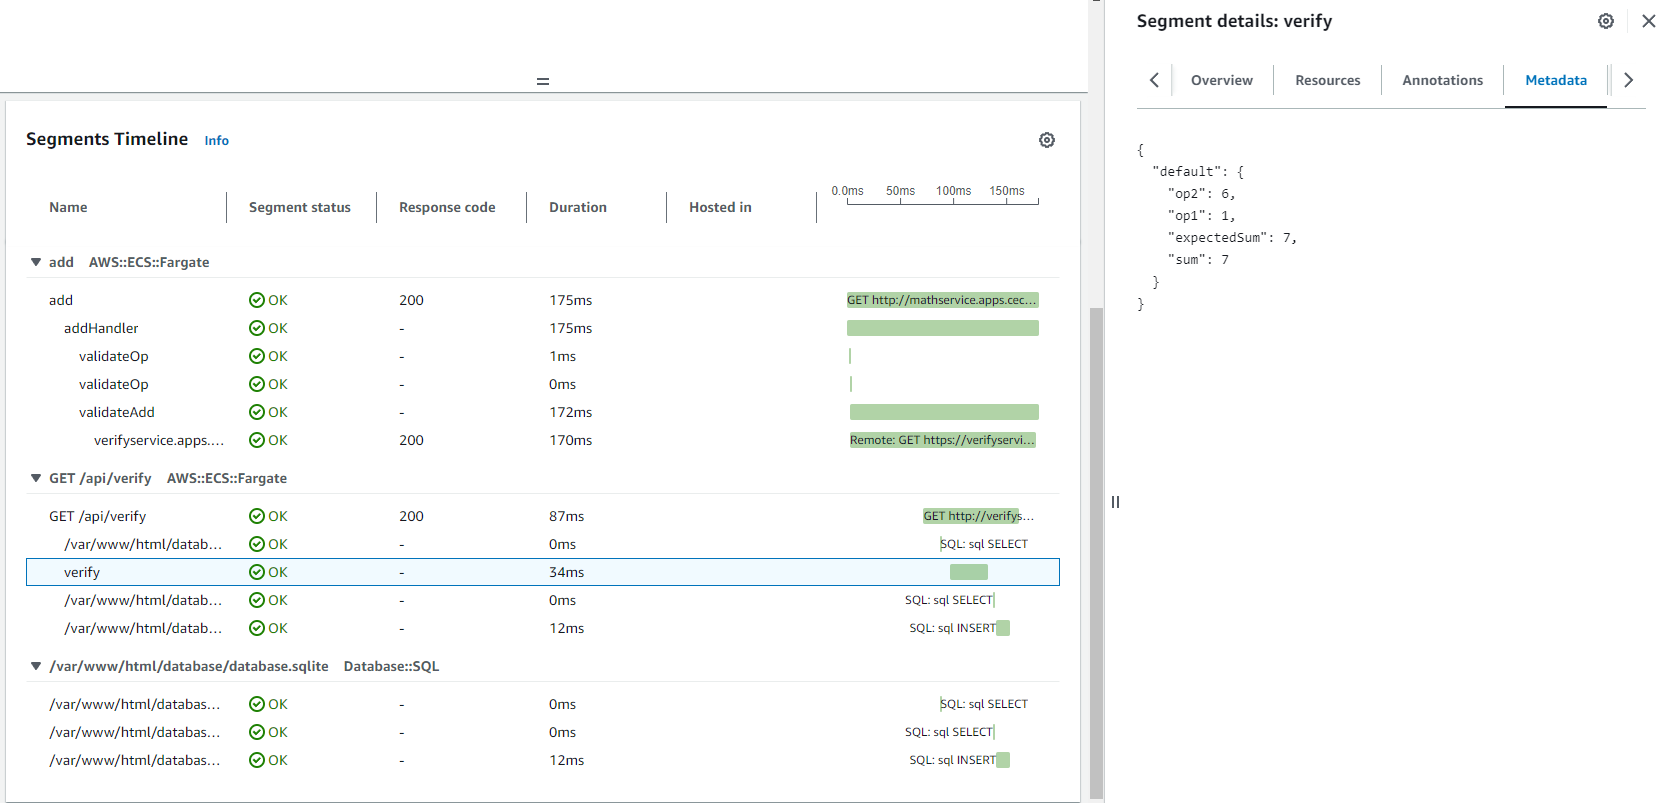 Segments Timeline Info
0.0ms 50ms 100ms 150ms
Name Segment status Response code Duration Hosted in
add AWS::ECS::Fargate
add OK 200 175ms GET http://mathservice.apps.cec...
addHandler OK - 175ms
validateOp OK - 1ms
validateOp OK - 0ms
validateAdd OK - 172ms
verifyservice.apps.... OK 200 170ms Remote: GET https://verifyservi...
GET /api/verify AWS::ECS::Fargate
GET /api/verify OK 200 87ms GET http://verifys...
/var/www/html/datab... OK - 0ms SQL: sql SELECT
verify OK - 34ms
/var/www/html/datab... OK - 0ms SQL: sql SELECT
/var/www/html/datab... OK - 12ms SQL: sql INSERT
/var/www/html/database/database.sqlite Database::SQL
/var/www/html/databas... OK - 0ms SQL: sql SELECT
/var/www/html/databas... OK - 0ms SQL: sql SELECT
/var/www/html/databas... OK - 12ms SQL: sql INSERT
Segment details: verify
Overview Resources Annotations Metadata
{
"default": {
"op2": 6,
"op1": 1,
"expectedSum": 7,
"sum": 7
}
}